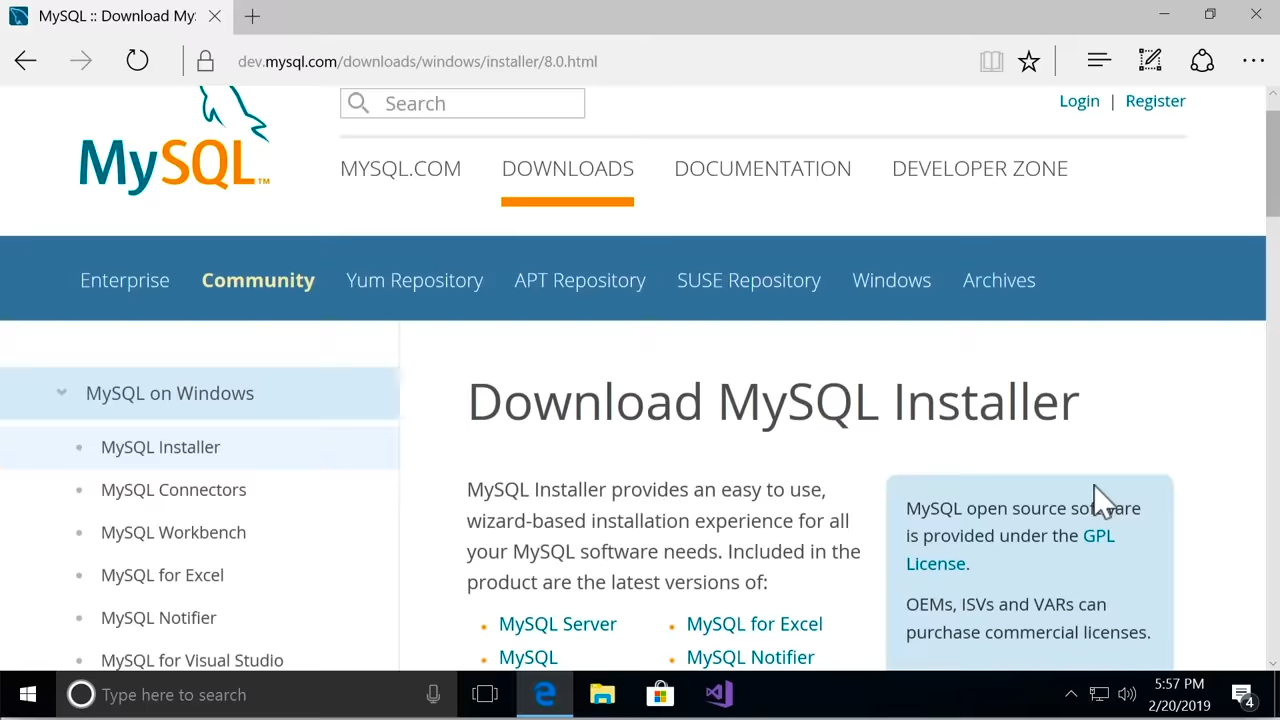 MySQL :: Download My
dev.mysql.com/downloads/windows/installer/8.0.html
MySQL™
Search
Login | Register
MYSQL.COM DOWNLOADS DOCUMENTATION DEVELOPER ZONE
Enterprise Community Yum Repository APT Repository SUSE Repository Windows Archives
MySQL on Windows
MySQL Installer
MySQL Connectors
MySQL Workbench
MySQL for Excel
MySQL Notifier
MySQL for Visual Studio
Download MySQL Installer
MySQL Installer provides an easy to use,
wizard-based installation experience for all
your MySQL software needs. Included in the
product are the latest versions of:
MySQL Server
MySQL
MySQL for Excel
MySQL Notifier
MySQL open source software
is provided under the GPL
License.
OEMs, ISVs and VARs can
purchase commercial licenses.
Type here to search
5:57 PM
2/20/2019
4